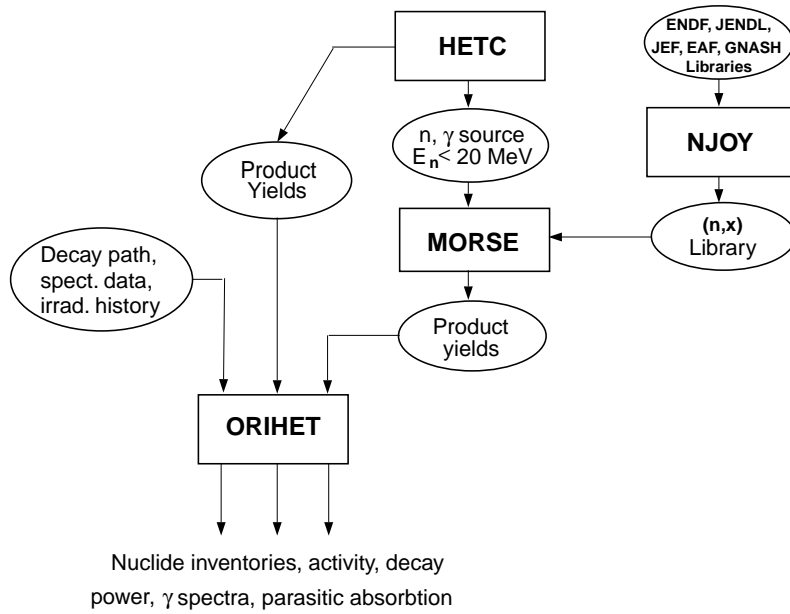 HETC
ENDF, JENDL,
JEF, EAF, GNASH
Libraries
n, γ source
En< 20 MeV
NJOY
Product
Yields
MORSE
(n,x)
Library
Decay path,
spect. data,
irrad. history
Product
yields
ORIHET
Nuclide inventories, activity, decay
power, γ spectra, parasitic absorbtion